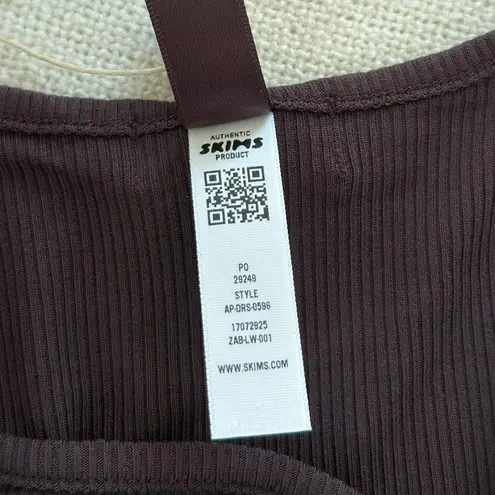 AUTHENTIC
SKIMS
PRODUCT
PO
29249
STYLE
AP-DRS-0596
17072925
ZAB-LW-001
WWW.SKIMS.COM